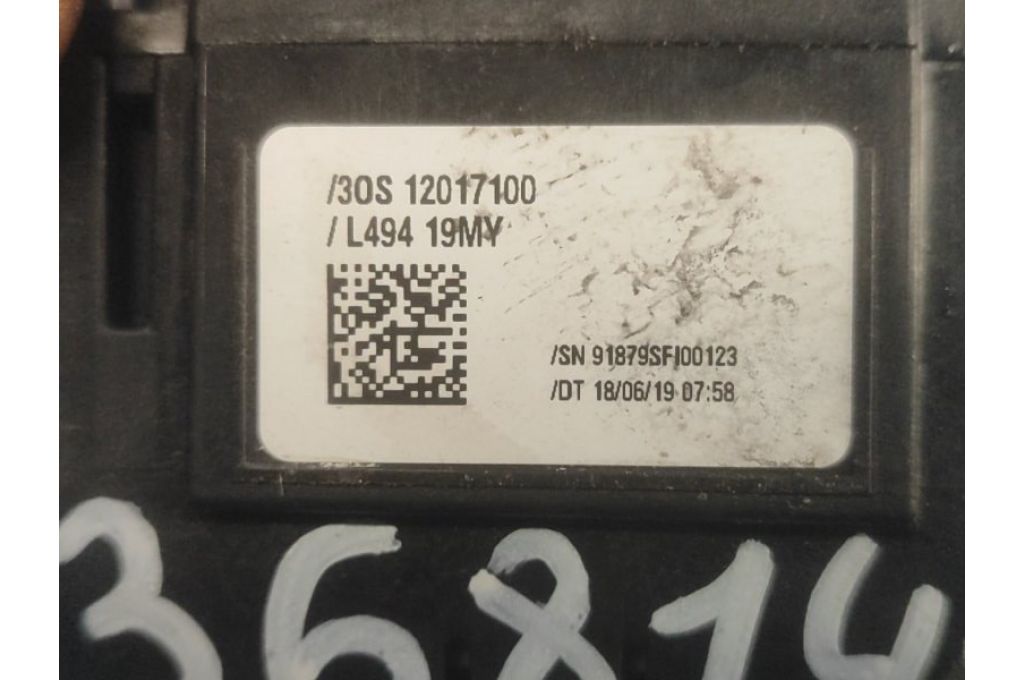 /3OS 12017100
/ L494 19MY
/SN 91879SFJ00123
/DT 18/06/19 07:58
36814